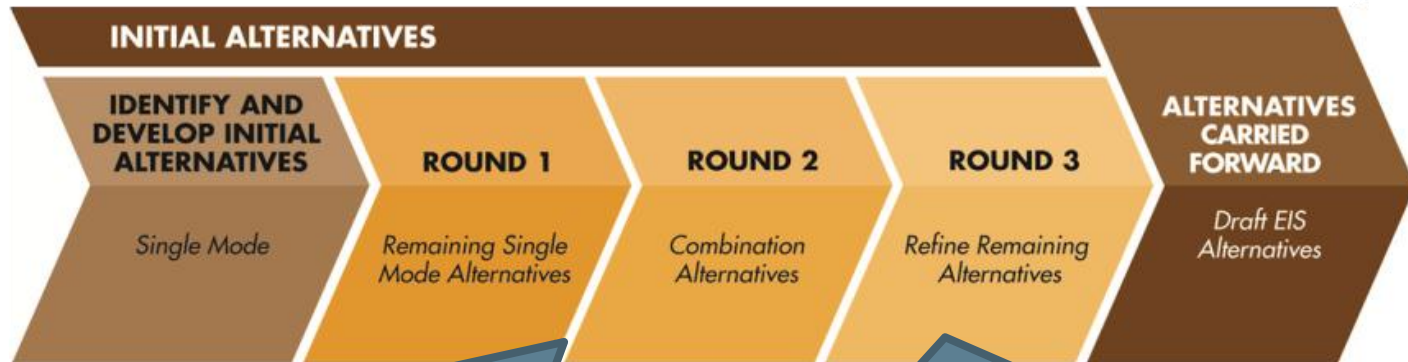 INITIAL ALTERNATIVES
IDENTIFY AND
DEVELOP INITIAL
ALTERNATIVES
Single Mode
ROUND 1
Remaining Single
Mode Alternatives
ROUND 2
Combination
Alternatives
ROUND 3
Refine Remaining
Alternatives
ALTERNATIVES
CARRIED
FORWARD
Draft EIS
Alternatives